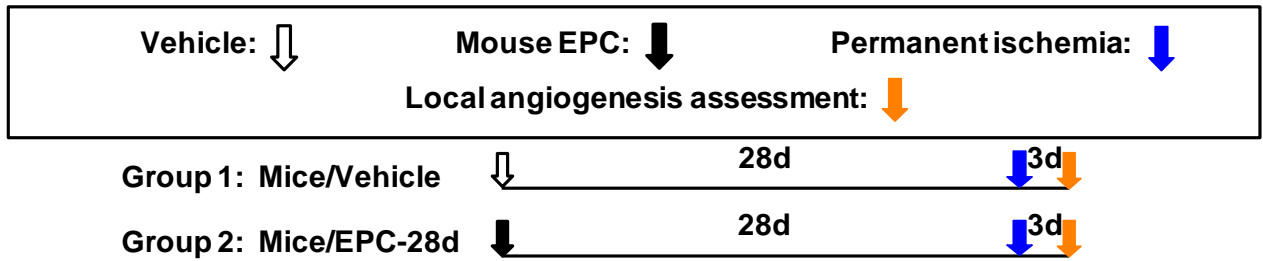 Vehicle: Mouse EPC: Permanent ischemia:
Local angiogenesis assessment:
Group 1: Mice/Vehicle 28d 3d
Group 2: Mice/EPC-28d 28d 3d